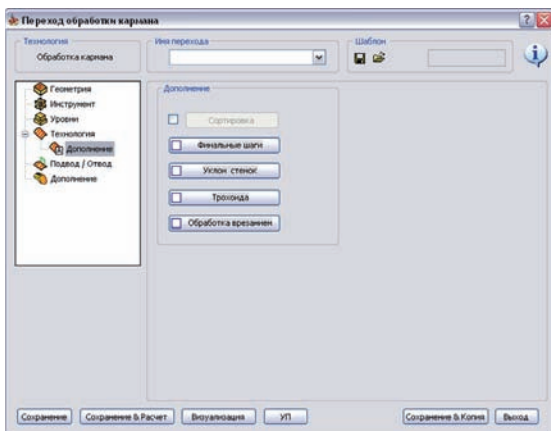 Переход обработки кармана
Технология
Обработка кармана
Имя перехода
Шаблон
Геометрия
Инструмент
Уровни
Технология
Дополнение
Подвод / Отвод
Дополнение
Дополнение
Сортировка
Финальные шаги
Уклон стенок
Трохоида
Обработка врезанием
Сохранение
Сохранение & Расчет
Визуализация
УП
Сохранение & Копия
Выход